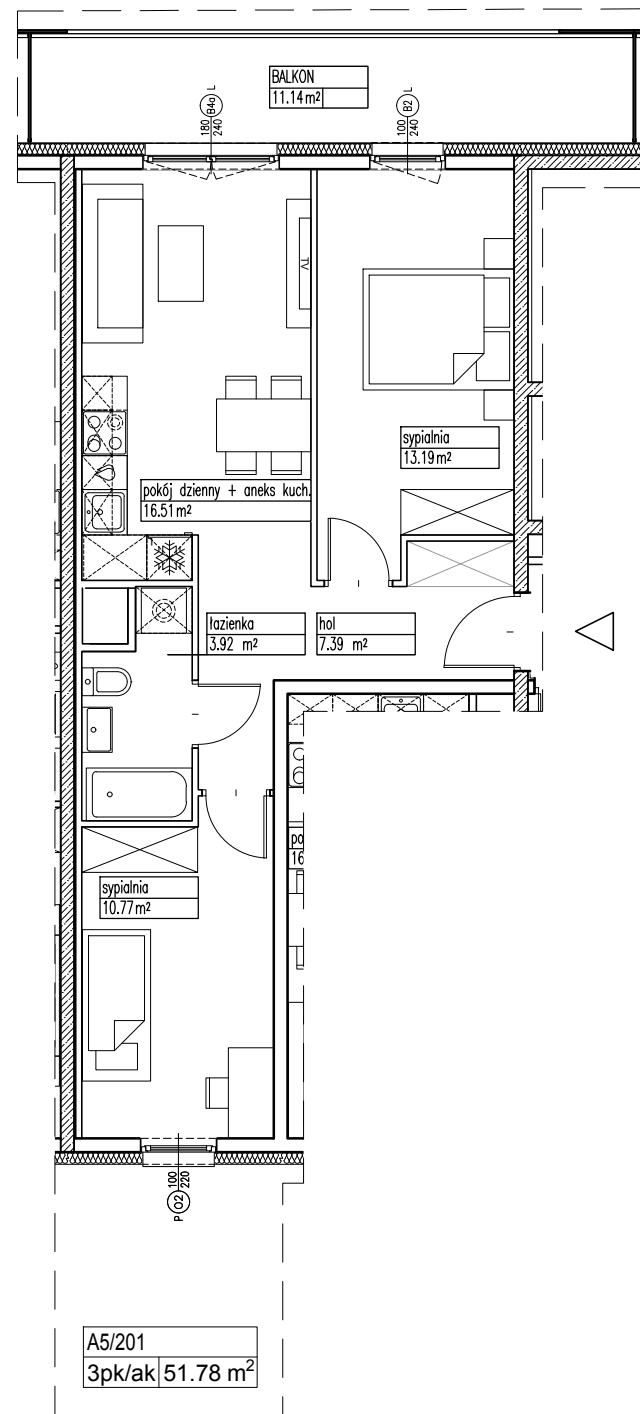 BALKON
11.14 m²
180
240
B4a
L
100
240
B2
L
TV
sypialnia
13.19 m²
pokój dzienny + aneks kuch.
16.51 m²
łazienka
3.92 m²
hol
7.39 m²
po
16
sypialnia
10.77 m²
100
220
P
O2
A5/201
3pk/ak 51.78 m²